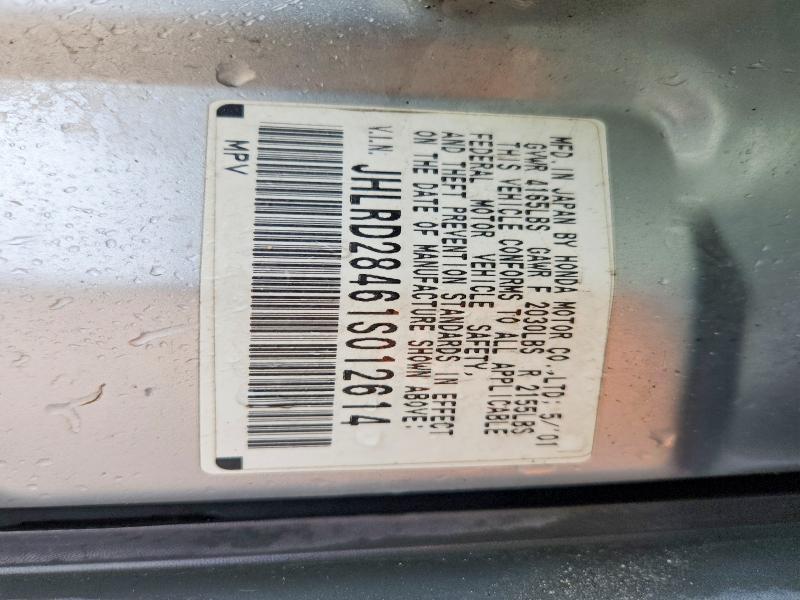 MFD. IN JAPAN BY HONDA MOTOR CO.,LTD. 5/01
GVWR 4165LBS GAWR F 2030LBS R 2155LBS
THIS VEHICLE CONFORMS TO ALL APPLICABLE
FEDERAL MOTOR VEHICLE SAFETY,
AND THEFT PREVENTION STANDARDS IN EFFECT
ON THE DATE OF MANUFACTURE SHOWN ABOVE:
V.I.N: JHLRD28461S012614
MPV